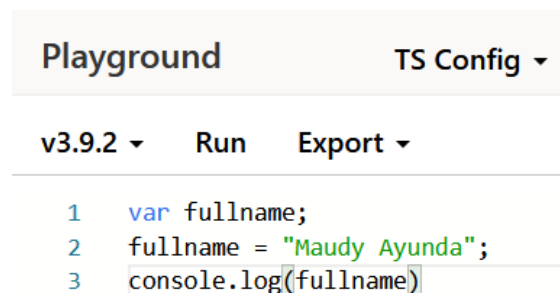 Playground TS Config
v3.9.2 Run Export
1 var fullname;
2 fullname = "Maudy Ayunda";
3 console.log(fullname)